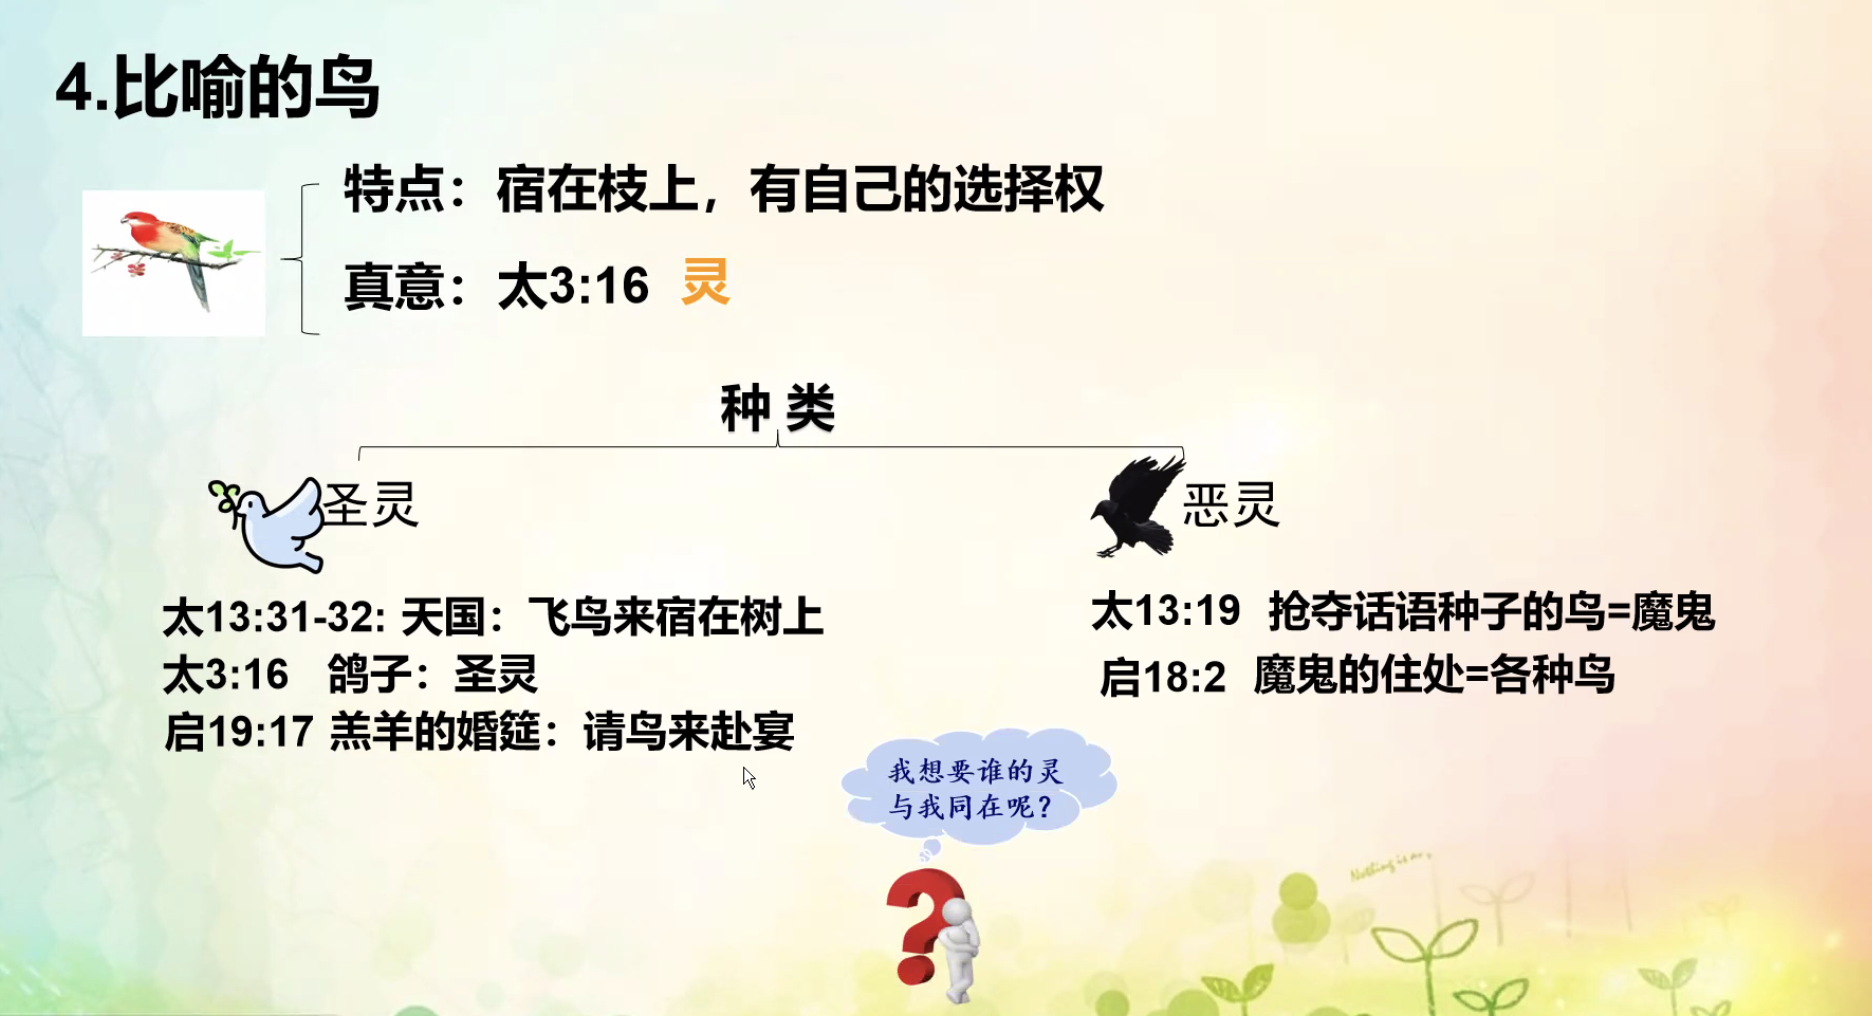 4.比喻的鸟
特点：宿在枝上，有自己的选择权
真意：太3:16 灵
种 类
圣灵
恶灵
太13:31-32: 天国：飞鸟来宿在树上
太3:16 鸽子：圣灵
启19:17 羔羊的婚筵：请鸟来赴宴
太13:19 抢夺话语种子的鸟=魔鬼
启18:2 魔鬼的住处=各种鸟
我想要谁的灵
与我同在呢？